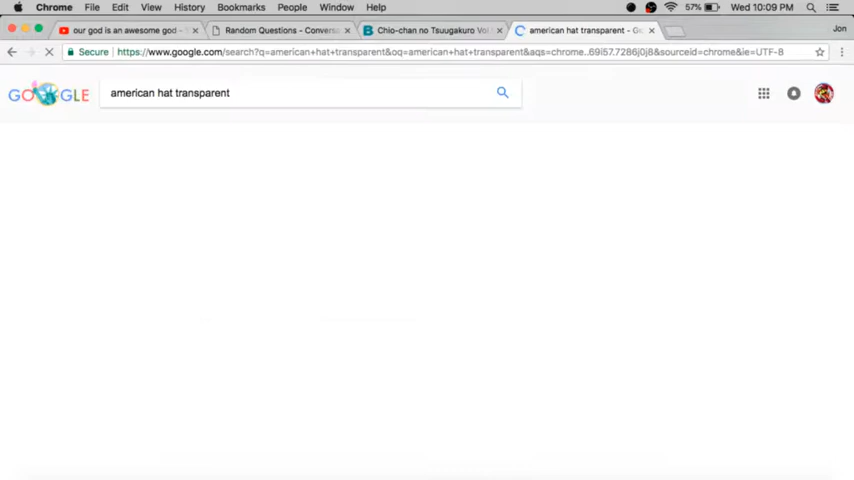 Chrome File Edit View History Bookmarks People Window Help 57% Wed 10:09 PM
our god is an awesome god - Random Questions - Convers Chio-chan no Tsuugakuro Vol american hat transparent - Go Jon
Secure https://www.google.com/search?q=american+hat+transparent&oq=american+hat+transparent&aqs=chrome..69i57.7286j0j8&sourceid=chrome&ie=UTF-8
GOOGLE american hat transparent